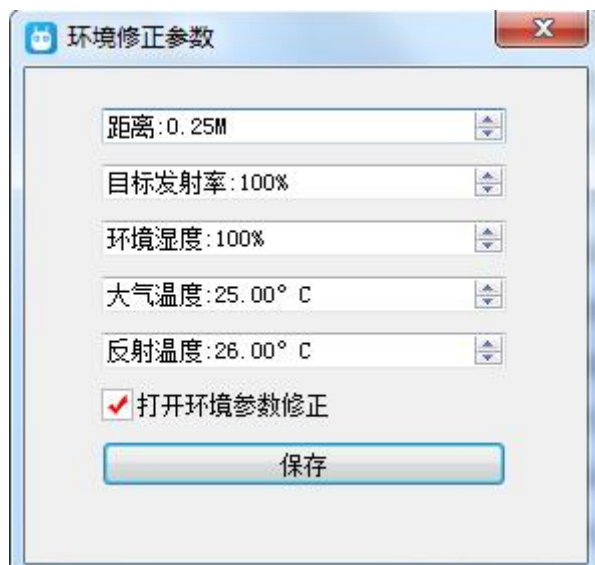 环境修正参数
距离:0.25M
目标发射率:100%
环境湿度:100%
大气温度:25.00° C
反射温度:26.00° C
打开环境参数修正
保存